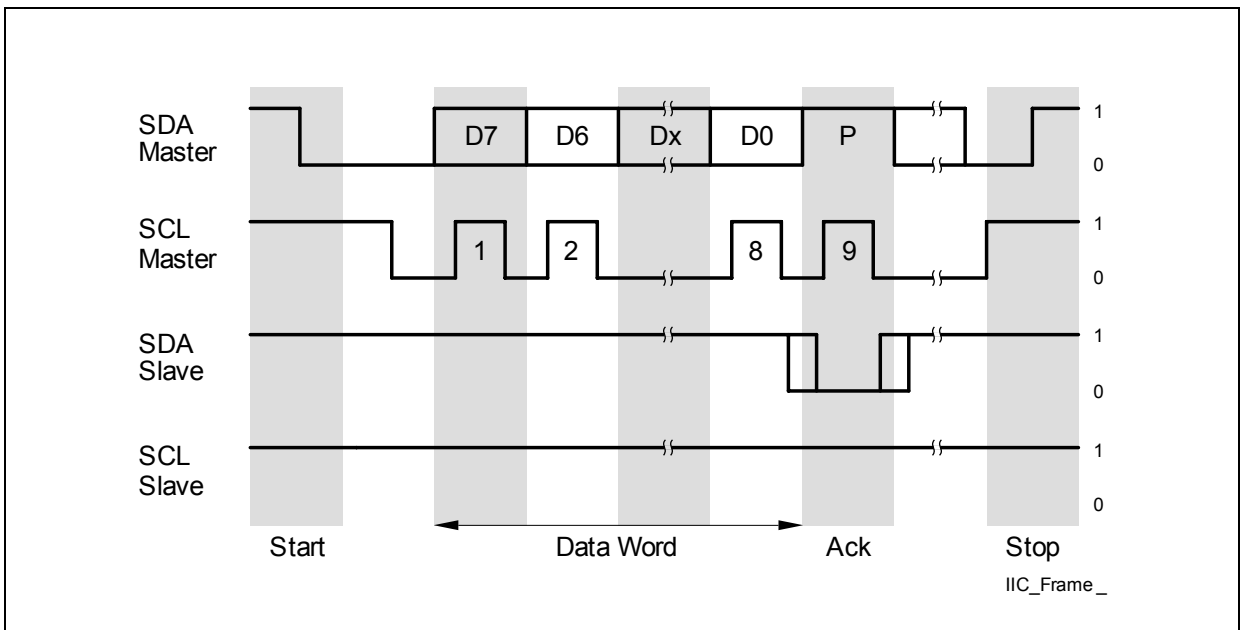 SDA
Master
D7 D6 Dx D0 P
1
0
SCL
Master
1 2 8 9
1
0
SDA
Slave
1
0
SCL
Slave
1
0
Start Data Word Ack Stop
IIC_Frame _